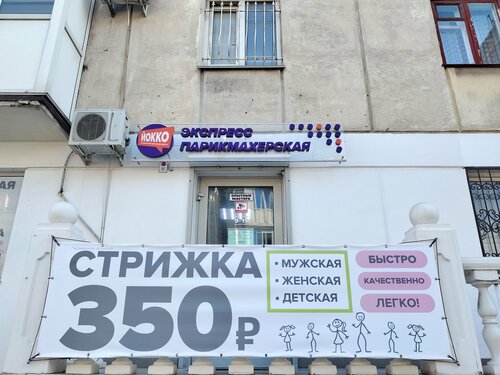 ЙОККО
ЭКСПРЕСС
ПАРИКМАХЕРСКАЯ
СТРИЖКА
350₽
• МУЖСКАЯ
• ЖЕНСКАЯ
• ДЕТСКАЯ
БЫСТРО
КАЧЕСТВЕННО
ЛЕГКО!